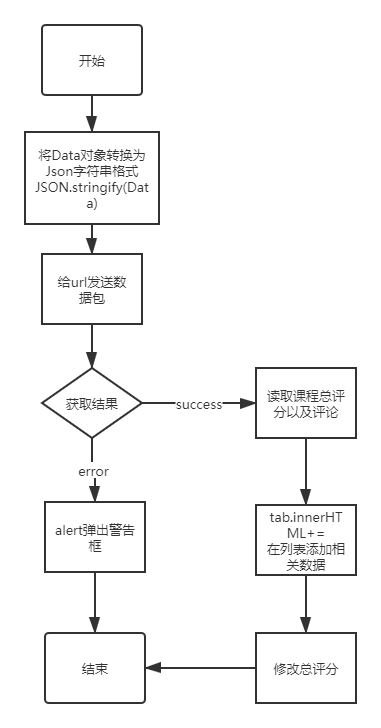 开始
将Data对象转换为
Json字符串格式
JSON.stringify(Dat
a)
给url发送数
据包
获取结果
success
读取课程总评
分以及评论
error
alert弹出警告
框
tab.innerHT
ML+=
在列表添加相
关数据
结束
修改总评分